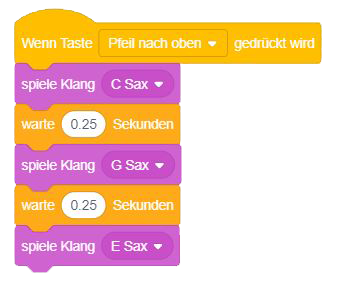 Wenn Taste Pfeil nach oben gedrückt wird
spiele Klang C Sax
warte 0.25 Sekunden
spiele Klang G Sax
warte 0.25 Sekunden
spiele Klang E Sax